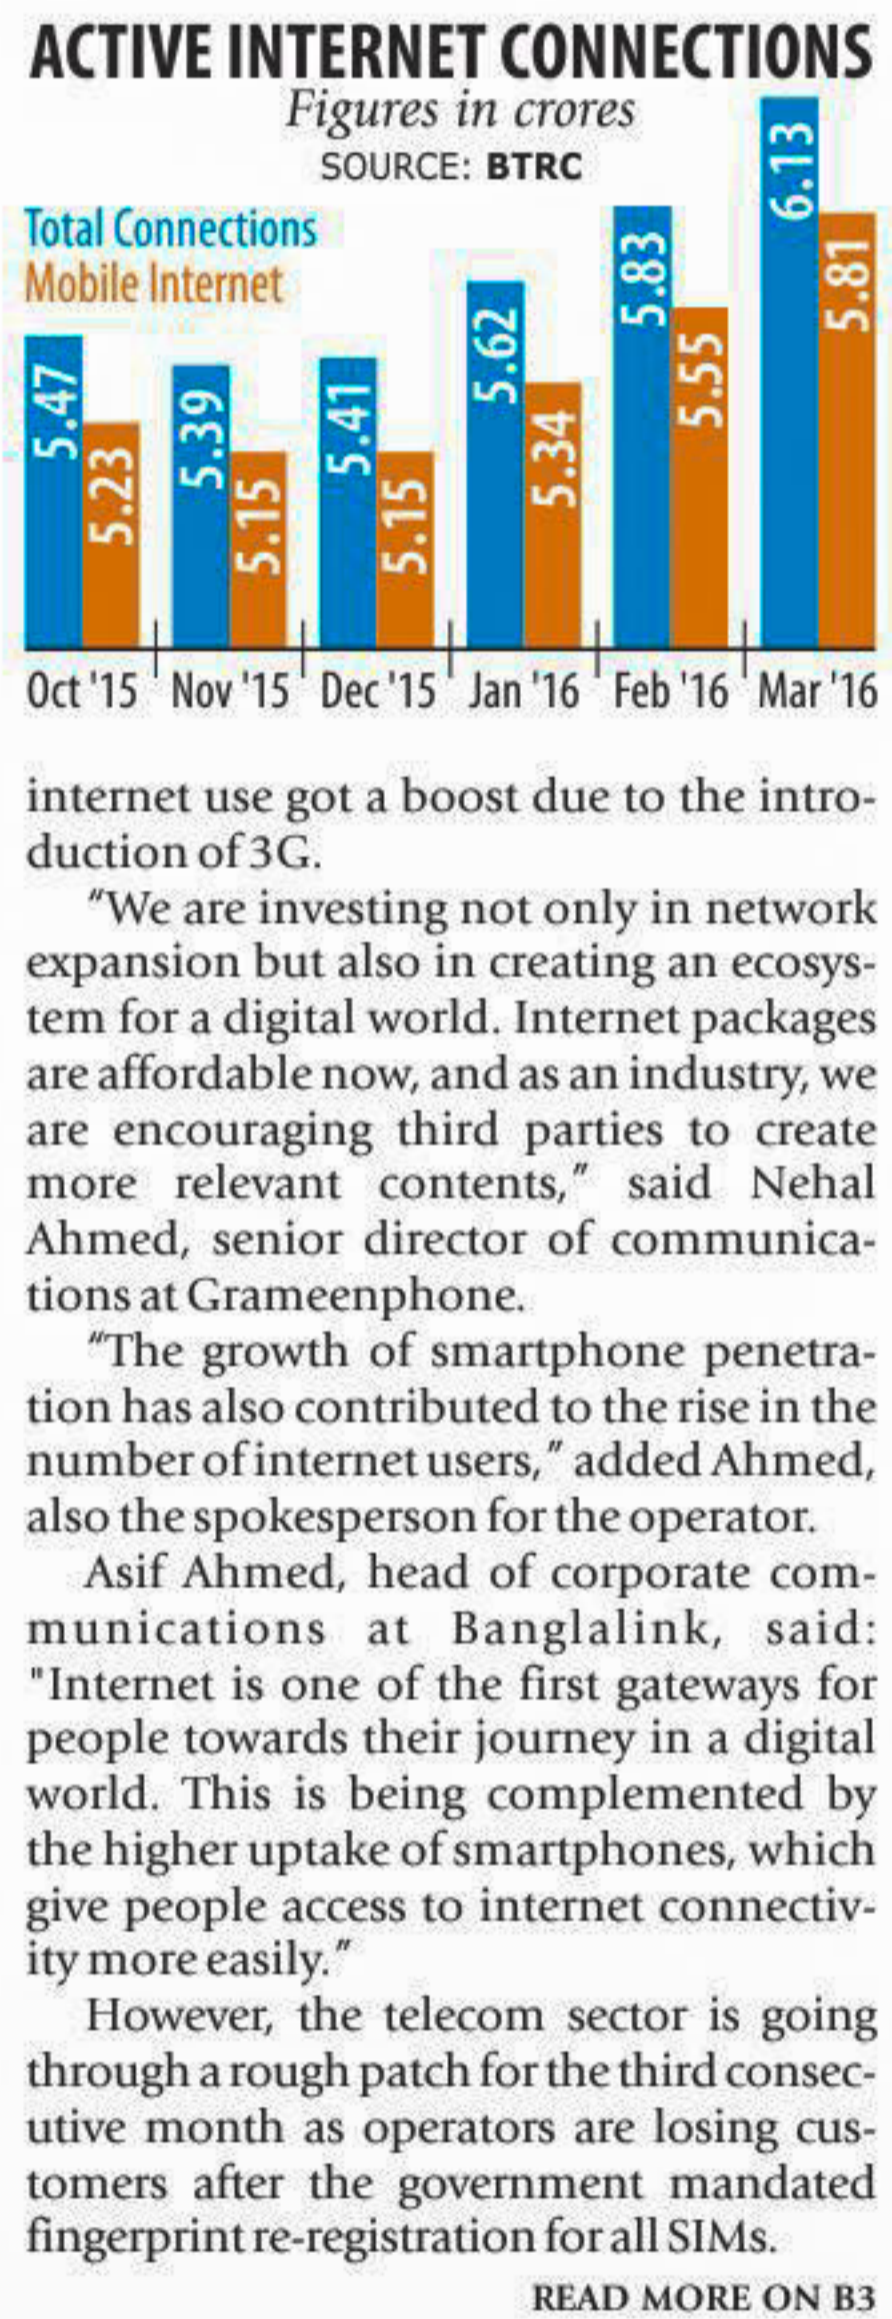 ACTIVE INTERNET CONNECTIONS
Figures in crores
SOURCE: BTRC
Total Connections
Mobile Internet
5.47
5.23
5.39
5.15
5.41
5.15
5.62
5.34
5.83
5.55
6.13
5.81
Oct '15 Nov '15 Dec '15 Jan '16 Feb '16 Mar '16
internet use got a boost due to the intro-
duction of 3G.
"We are investing not only in network
expansion but also in creating an ecosys-
tem for a digital world. Internet packages
are affordable now, and as an industry, we
are encouraging third parties to create
more relevant contents," said Nehal
Ahmed, senior director of communica-
tions at Grameenphone.
"The growth of smartphone penetra-
tion has also contributed to the rise in the
number of internet users," added Ahmed,
also the spokesperson for the operator.
Asif Ahmed, head of corporate com-
munications at Banglalink, said:
"Internet is one of the first gateways for
people towards their journey in a digital
world. This is being complemented by
the higher uptake of smartphones, which
give people access to internet connectiv-
ity more easily."
However, the telecom sector is going
through a rough patch for the third consec-
utive month as operators are losing cus-
tomers after the government mandated
fingerprint re-registration for all SIMs.
READ MORE ON B3